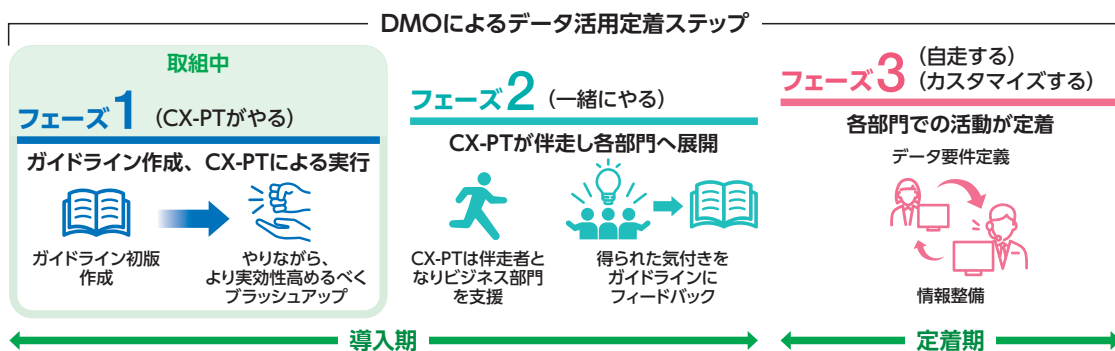 DMOによるデータ活用定着ステップ
取組中
フェーズ1（CX-PTがやる）
ガイドライン作成、CX-PTによる実行
ガイドライン初版
作成
やりながら、
より実効性高めるべく
ブラッシュアップ
フェーズ2（一緒にやる）
CX-PTが伴走し各部門へ展開
CX-PTは伴走者と
なりビジネス部門
を支援
得られた気付きを
ガイドラインに
フィードバック
フェーズ3（自走する）
（カスタマイズする）
各部門での活動が定着
データ要件定義
情報整備
導入期
定着期